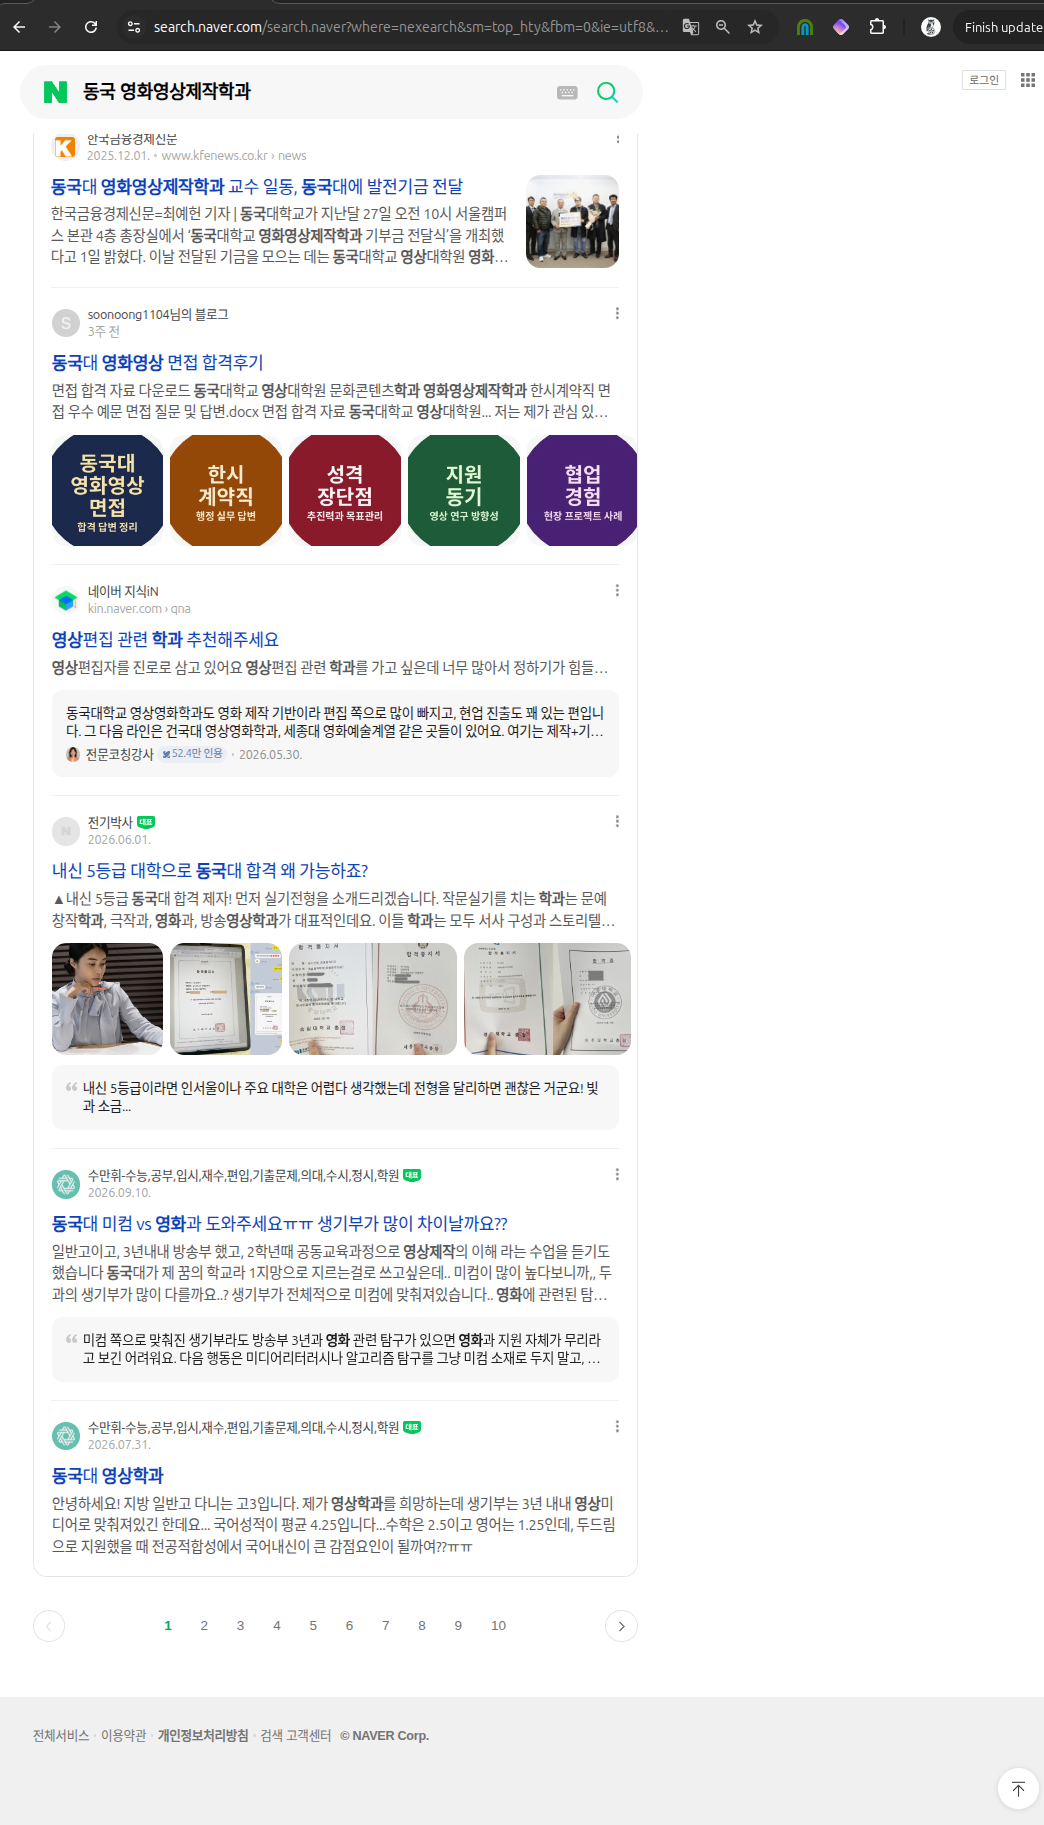 search.naver.com/search.naver?where=nexearch&sm=top_hty&fbm=0&ie=utf8&...
Finish update
동국 영화영상제작학과
로그인
한국금융경제신문
2025.12.01. · www.kfenews.co.kr › news
동국대 영화영상제작학과 교수 일동, 동국대에 발전기금 전달
한국금융경제신문=최예헌 기자 | 동국대학교가 지난달 27일 오전 10시 서울캠퍼
스 본관 4층 총장실에서 ‘동국대학교 영화영상제작학과 기부금 전달식’을 개최했
다고 1일 밝혔다. 이날 전달된 기금을 모으는 데는 동국대학교 영상대학원 영화...
S
soonoong1104님의 블로그
3주 전
동국대 영화영상 면접 합격후기
면접 합격 자료 다운로드 동국대학교 영상대학원 문화콘텐츠학과 영화영상제작학과 한시계약직 면
접 우수 예문 면접 질문 및 답변.docx 면접 합격 자료 동국대학교 영상대학원... 저는 제가 관심 있...
동국대
영화영상
면접
합격 답변 정리
한시
계약직
행정 실무 답변
성격
장단점
추진력과 목표관리
지원
동기
영상 연구 방향성
협업
경험
현장 프로젝트 사례
네이버 지식iN
kin.naver.com › qna
영상편집 관련 학과 추천해주세요
영상편집자를 진로로 삼고 있어요 영상편집 관련 학과를 가고 싶은데 너무 많아서 정하기가 힘들...
동국대학교 영상영화학과도 영화 제작 기반이라 편집 쪽으로 많이 빠지고, 현업 진출도 꽤 있는 편입니
다. 그 다음 라인은 건국대 영상영화학과, 세종대 영화예술계열 같은 곳들이 있어요. 여기는 제작+기...
전문코칭강사 52.4만 인용 · 2026.05.30.
전기박사 대표
2026.06.01.
내신 5등급 대학으로 동국대 합격 왜 가능하죠?
▲내신 5등급 동국대 합격 제자! 먼저 실기전형을 소개드리겠습니다. 작문실기를 치는 학과는 문예
창작학과, 극작과, 영화과, 방송영상학과가 대표적인데요. 이들 학과는 모두 서사 구성과 스토리텔...
합격통지서
합격통지서
합격증
내신 5등급이라면 인서울이나 주요 대학은 어렵다 생각했는데 전형을 달리하면 괜찮은 거군요! 빛
과 소금...
수만휘-수능,공부,입시,재수,편입,기출문제,의대,수시,정시,학원 대표
2026.09.10.
동국대 미컴 vs 영화과 도와주세요ㅠㅠ 생기부가 많이 차이날까요??
일반고이고, 3년내내 방송부 했고, 2학년때 공동교육과정으로 영상제작의 이해 라는 수업을 듣기도
했습니다 동국대가 제 꿈의 학교라 1지망으로 지르는걸로 쓰고싶은데.. 미컴이 많이 높다보니까,, 두
과의 생기부가 많이 다를까요..? 생기부가 전체적으로 미컴에 맞춰져있습니다.. 영화에 관련된 탐...
미컴 쪽으로 맞춰진 생기부라도 방송부 3년과 영화 관련 탐구가 있으면 영화과 지원 자체가 무리라
고 보긴 어려워요. 다음 행동은 미디어리터러시나 알고리즘 탐구를 그냥 미컴 소재로 두지 말고, ...
수만휘-수능,공부,입시,재수,편입,기출문제,의대,수시,정시,학원 대표
2026.07.31.
동국대 영상학과
안녕하세요! 지방 일반고 다니는 고3입니다. 제가 영상학과를 희망하는데 생기부는 3년 내내 영상미
디어로 맞춰져있긴 한데요... 국어성적이 평균 4.25입니다...수학은 2.5이고 영어는 1.25인데, 두드림
으로 지원했을 때 전공적합성에서 국어내신이 큰 감점요인이 될까여??ㅠㅠ
1 2 3 4 5 6 7 8 9 10
전체서비스 · 이용약관 · 개인정보처리방침 · 검색 고객센터 © NAVER Corp.